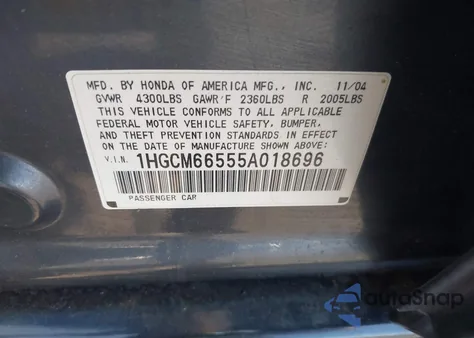 MFD. BY HONDA OF AMERICA MFG., INC. 11/04
GVWR 4300LBS GAWR'F 2360LBS R 2005LBS
THIS VEHICLE CONFORMS TO ALL APPLICABLE
FEDERAL MOTOR VEHICLE SAFETY, BUMPER,
AND THEFT PREVENTION STANDARDS IN EFFECT
ON THE DATE OF MANUFACTURE SHOWN ABOVE.
V.I.N. 1HGCM66555A018696
PASSENGER CAR
autoSnap